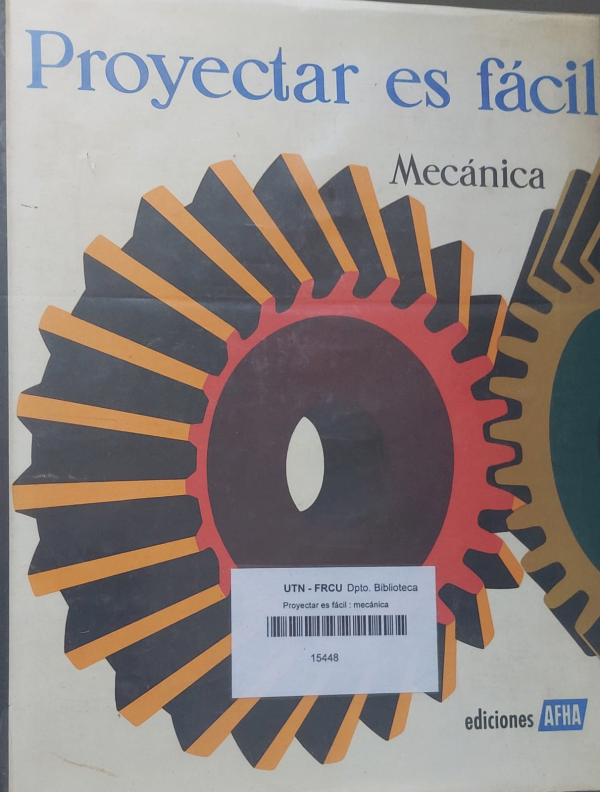 Proyectar es fácil
Mecánica
UTN - FRCU Dpto. Biblioteca
Proyectar es fácil : mecánica
15448
ediciones AFHA